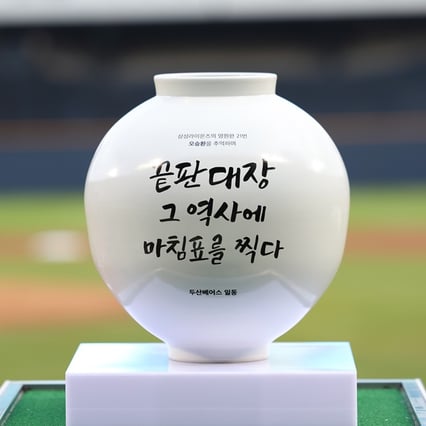 삼성라이온즈의 영원한 21번
오승환을 추억하며
끝판대장
그 역사에
마침표를 찍다
두산베어스 일동